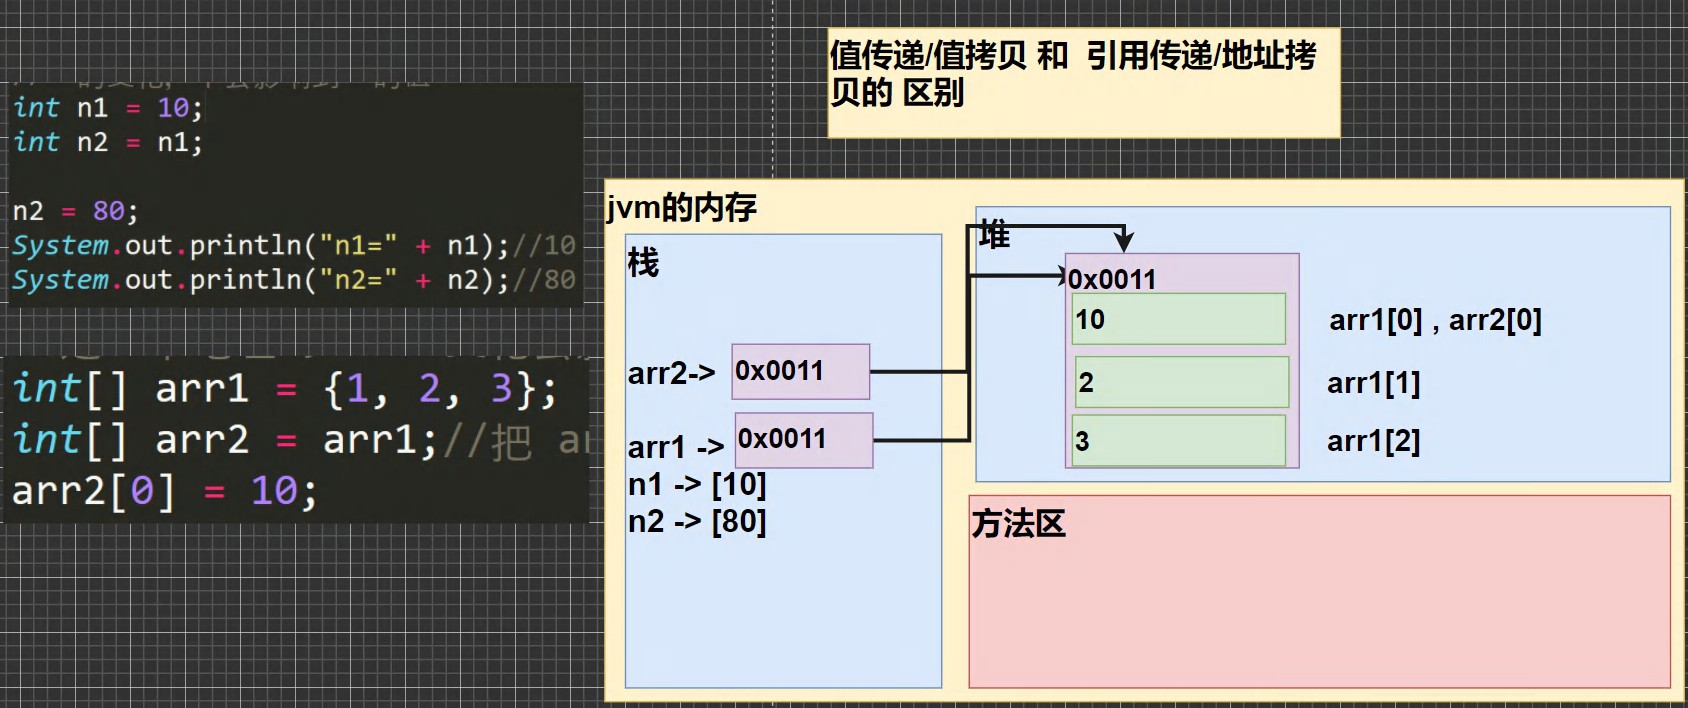 int n1 = 10;
int n2 = n1;
n2 = 80;
System.out.println("n1=" + n1);//10
System.out.println("n2=" + n2);//80
int[] arr1 = {1, 2, 3};
int[] arr2 = arr1;//把
arr2[0] = 10;
值传递/值拷贝 和 引用传递/地址拷
贝的 区别
jvm的内存
栈
arr2-> 0x0011
arr1 -> 0x0011
n1 -> [10]
n2 -> [80]
堆
0x0011
10 arr1[0] , arr2[0]
2 arr1[1]
3 arr1[2]
方法区